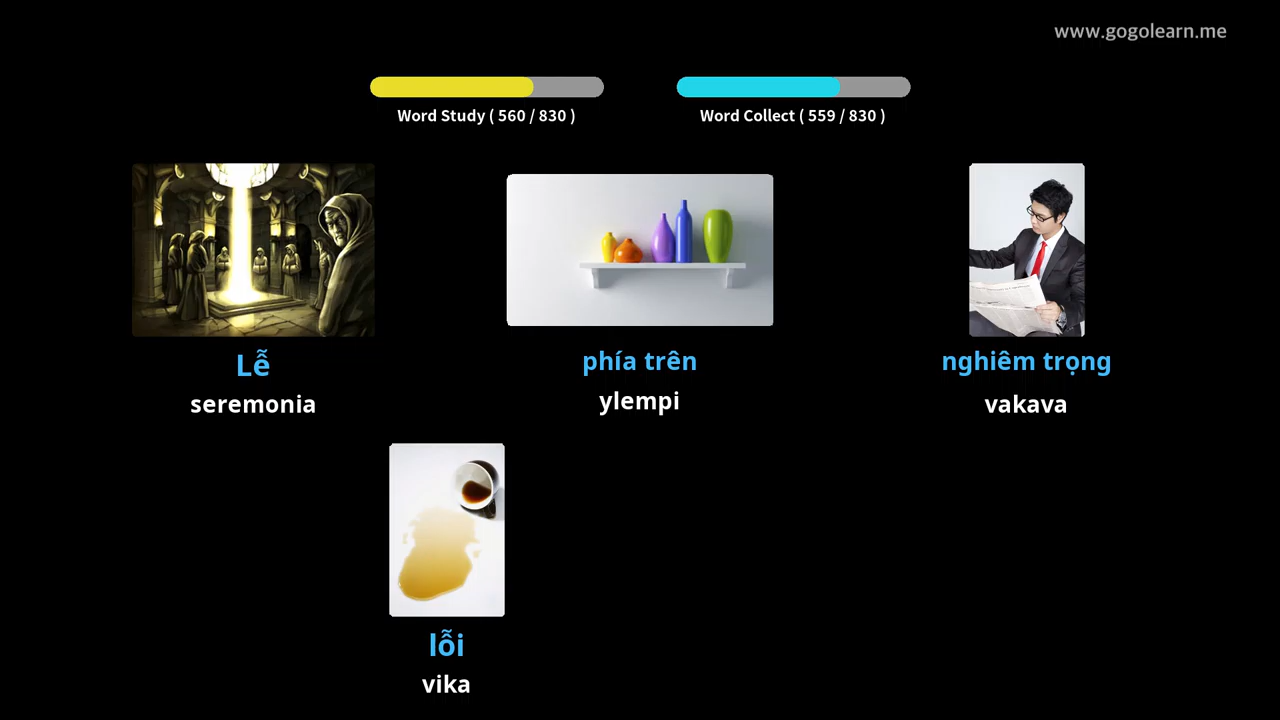 www.gogolearn.me
Word Study ( 560 / 830 )
Word Collect ( 559 / 830 )
Lễ
phía trên
nghiêm trọng
seremonia
ylempi
vakava
lỗi
vika